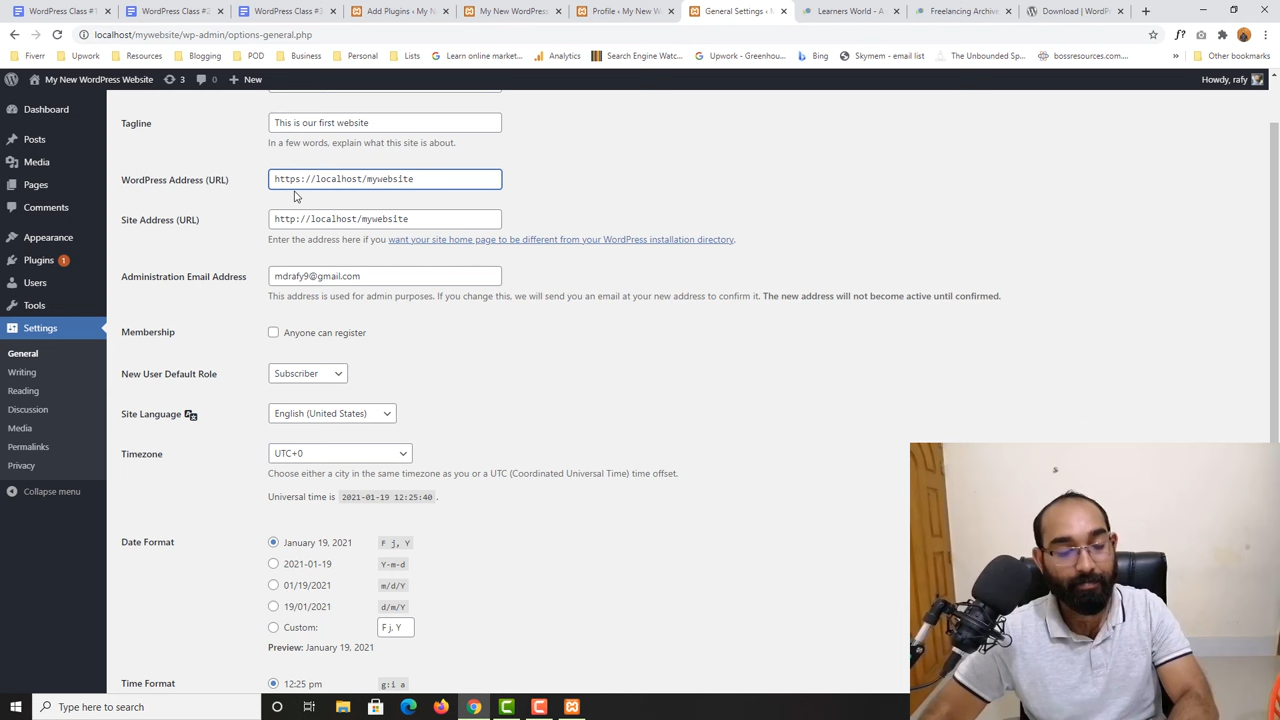 WordPress Class #1
WordPress Class #2
WordPress Class #3
Add Plugins ‹ My N
My New WordPress
Profile ‹ My New W
General Settings ‹
Learners World - A
Freelancing Archive
Download | WordPr
localhost/mywebsite/wp-admin/options-general.php
Fiverr
Upwork
Resources
Blogging
POD
Business
Personal
Lists
Learn online market...
Analytics
Search Engine Watc...
Upwork - Greenhou...
Bing
Skymem - email list
The Unbounded Sp...
bossresources.com...
»
Other bookmarks
My New WordPress Website
3
0
+ New
Howdy, rafy
Dashboard
Posts
Media
Pages
Comments
Appearance
Plugins 1
Users
Tools
Settings
General
Writing
Reading
Discussion
Media
Permalinks
Privacy
Collapse menu
Tagline
This is our first website
In a few words, explain what this site is about.
WordPress Address (URL)
https://localhost/mywebsite
Site Address (URL)
http://localhost/mywebsite
Enter the address here if you want your site home page to be different from your WordPress installation directory.
Administration Email Address
mdrafy9@gmail.com
This address is used for admin purposes. If you change this, we will send you an email at your new address to confirm it. The new address will not become active until confirmed.
Membership
Anyone can register
New User Default Role
Subscriber
Site Language
English (United States)
Timezone
UTC+0
Choose either a city in the same timezone as you or a UTC (Coordinated Universal Time) time offset.
Universal time is 2021-01-19 12:25:40 .
Date Format
January 19, 2021
F j, Y
2021-01-19
Y-m-d
01/19/2021
m/d/Y
19/01/2021
d/m/Y
Custom:
F j, Y
Preview: January 19, 2021
Time Format
12:25 pm
g:i a
Type here to search